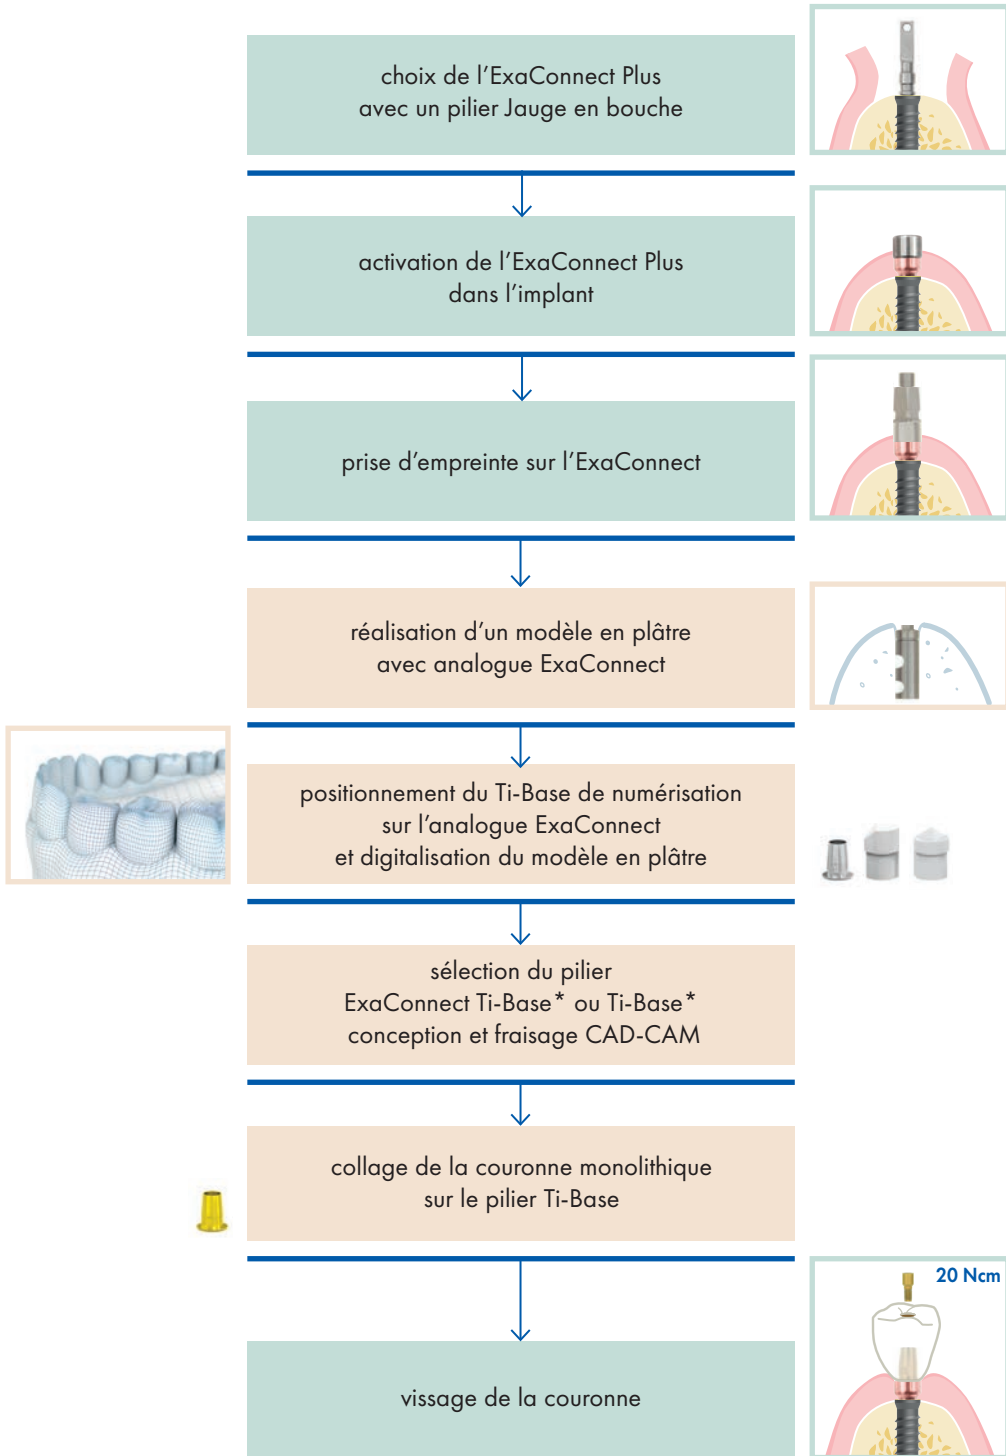 choix de l’ExaConnect Plus
avec un pilier Jauge en bouche
activation de l’ExaConnect Plus
dans l’implant
prise d’empreinte sur l’ExaConnect
réalisation d’un modèle en plâtre
avec analogue ExaConnect
positionnement du Ti-Base de numérisation
sur l’analogue ExaConnect
et digitalisation du modèle en plâtre
sélection du pilier
ExaConnect Ti-Base* ou Ti-Base*
conception et fraisage CAD-CAM
collage de la couronne monolithique
sur le pilier Ti-Base
20 Ncm
vissage de la couronne